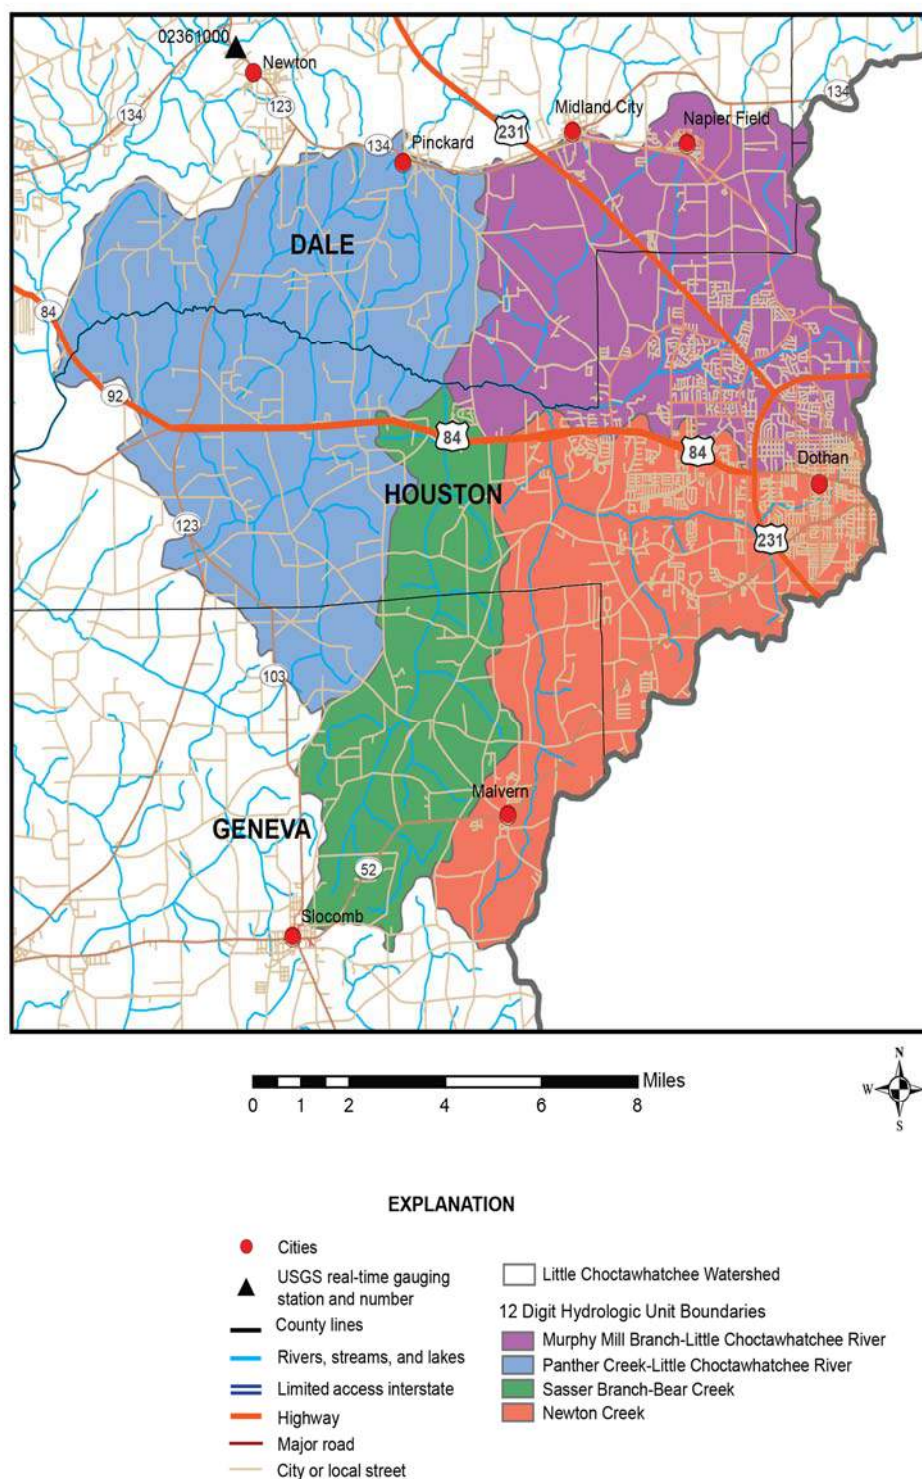 02361000
Newton
134
123
134
Pinckard
231
Midland City
Napier Field
134
DALE
84
92
84
84
Dothan
HOUSTON
123
231
103
Malvern
GENEVA
52
Slocomb
0 1 2 4 6 8 Miles
N
W
S
EXPLANATION
Cities
USGS real-time gauging
station and number
County lines
Rivers, streams, and lakes
Limited access interstate
Highway
Major road
City or local street
Little Choctawhatchee Watershed
12 Digit Hydrologic Unit Boundaries
Murphy Mill Branch-Little Choctawhatchee River
Panther Creek-Little Choctawhatchee River
Sasser Branch-Bear Creek
Newton Creek